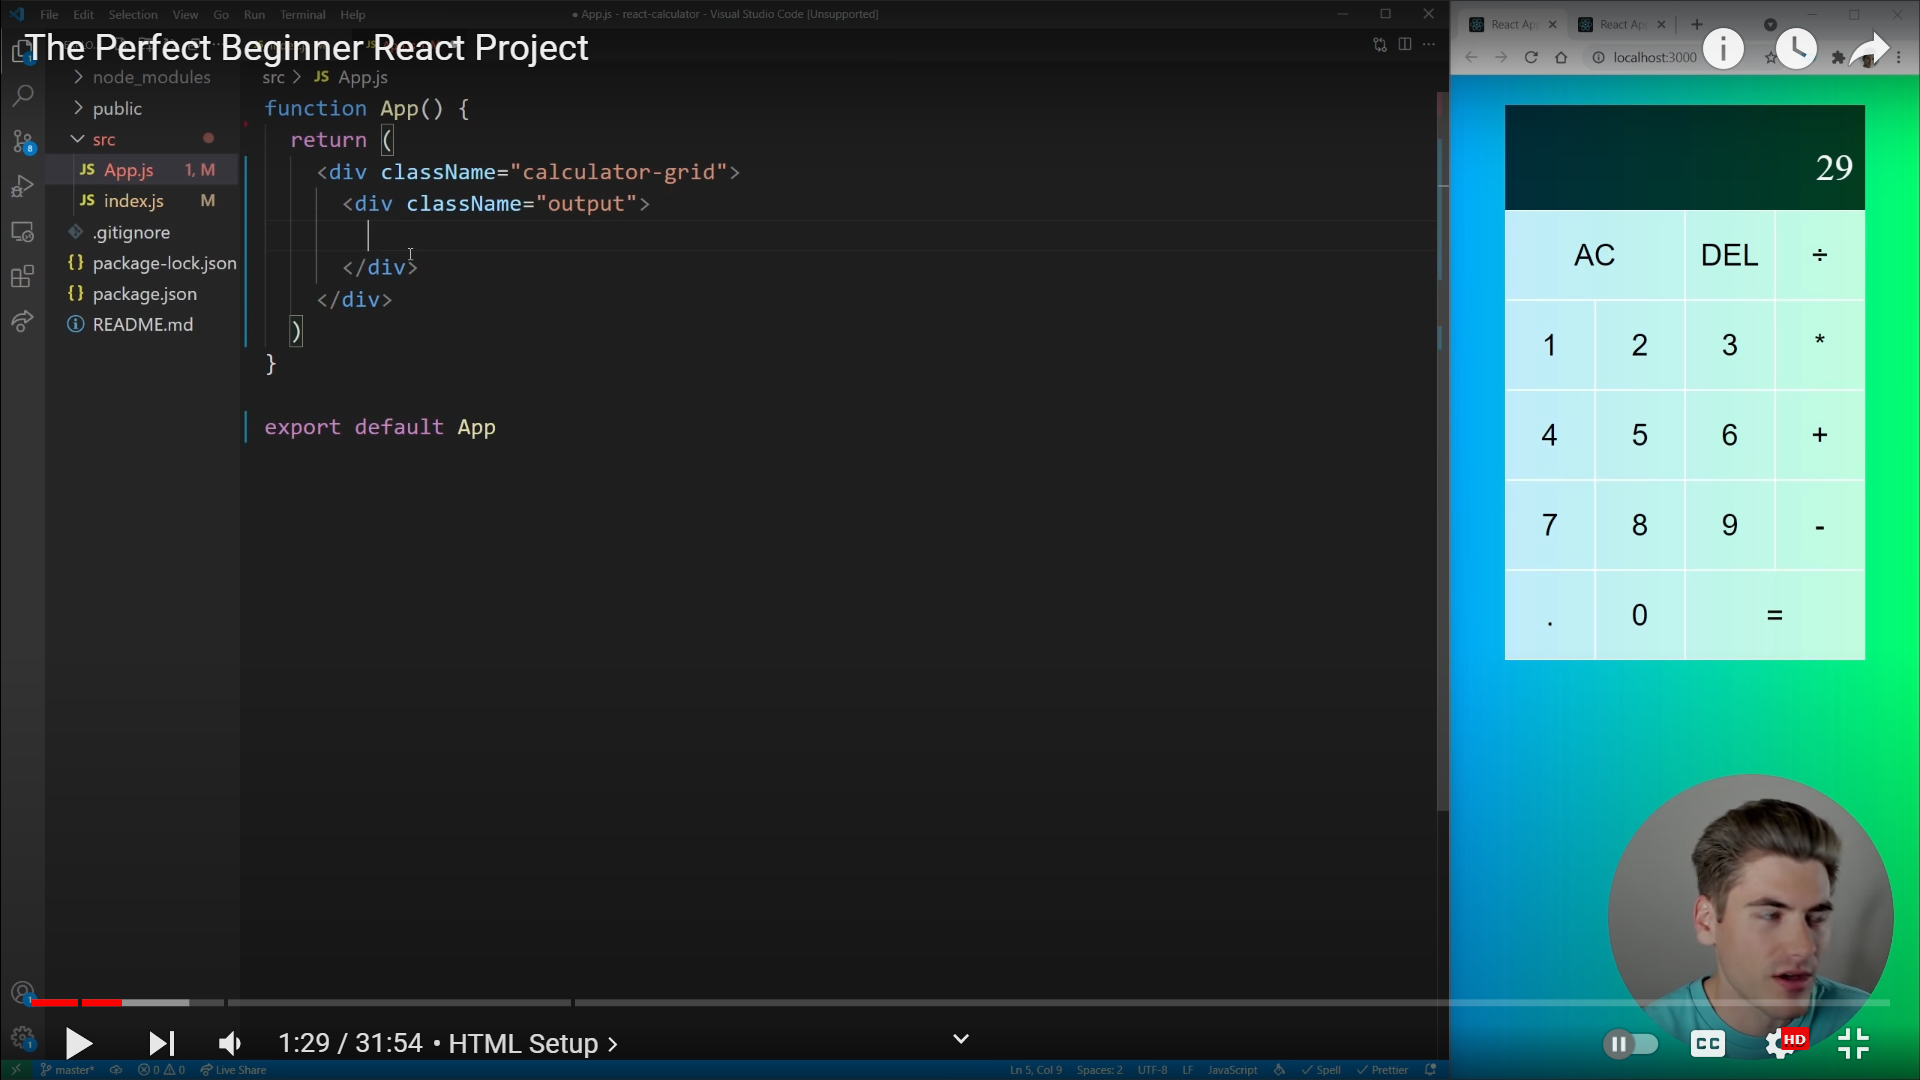 File Edit Selection View Go Run Terminal Help
● App.js - react-calculator - Visual Studio Code [Unsupported]
React App
React App
The Perfect Beginner React Project
localhost:3000
node_modules
public
src
JS App.js 1, M
JS index.js M
.gitignore
{} package-lock.json
{} package.json
README.md
src > JS App.js
function App() {
return (
<div className="calculator-grid">
<div className="output">
</div>
</div>
)
}
export default App
29
AC DEL ÷
1 2 3 *
4 5 6 +
7 8 9 -
. 0 =
1:29 / 31:54 • HTML Setup >
CC
HD
master* 0 0 Live Share
Ln 5, Col 9 Spaces: 2 UTF-8 LF JavaScript Spell Prettier